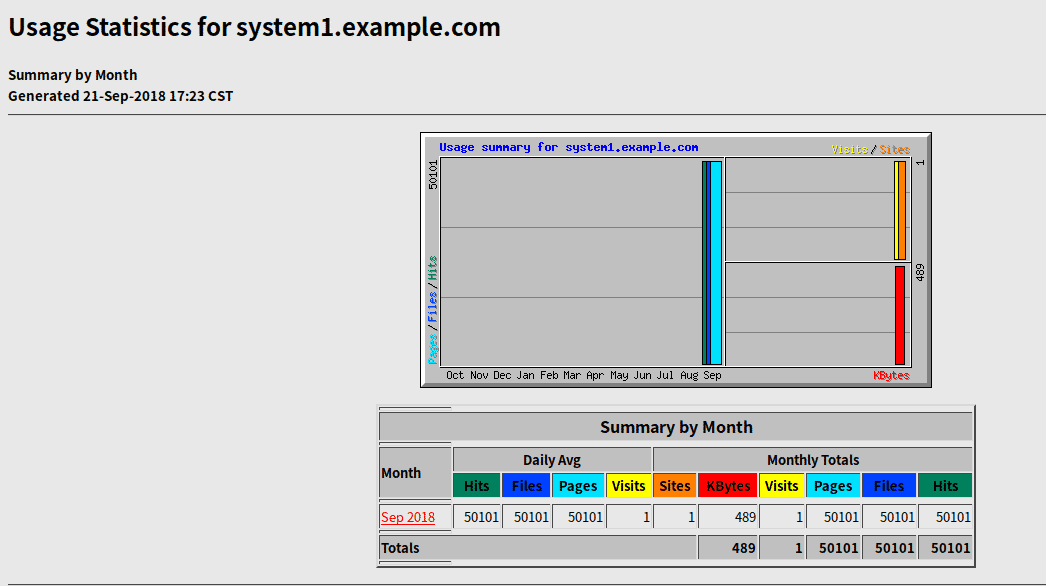 Usage Statistics for system1.example.com
Summary by Month
Generated 21-Sep-2018 17:23 CST
Usage summary for system1.example.com
Visits/Sites
50101
1
489
Pages/Files/Hits
Oct Nov Dec Jan Feb Mar Apr May Jun Jul Aug Sep
KBytes
Summary by Month
Month
Daily Avg
Monthly Totals
Hits Files Pages Visits Sites KBytes Visits Pages Files Hits
Sep 2018 50101 50101 50101 1 1 489 1 50101 50101 50101
Totals 489 1 50101 50101 50101